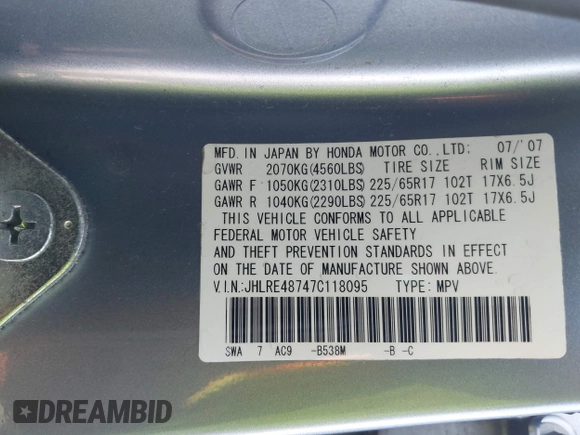 MFD. IN JAPAN BY HONDA MOTOR CO.,LTD: 07/'07
GVWR 2070KG(4560LBS) TIRE SIZE RIM SIZE
GAWR F 1050KG(2310LBS) 225/65R17 102T 17X6.5J
GAWR R 1040KG(2290LBS) 225/65R17 102T 17X6.5J
THIS VEHICLE CONFORMS TO ALL APPLICABLE
FEDERAL MOTOR VEHICLE SAFETY
AND THEFT PREVENTION STANDARDS IN EFFECT
ON THE DATE OF MANUFACTURE SHOWN ABOVE.
V.I.N:JHLRE48747C118095 TYPE: MPV
SWA 7 AC9 -B538M -B -C
DREAMBID